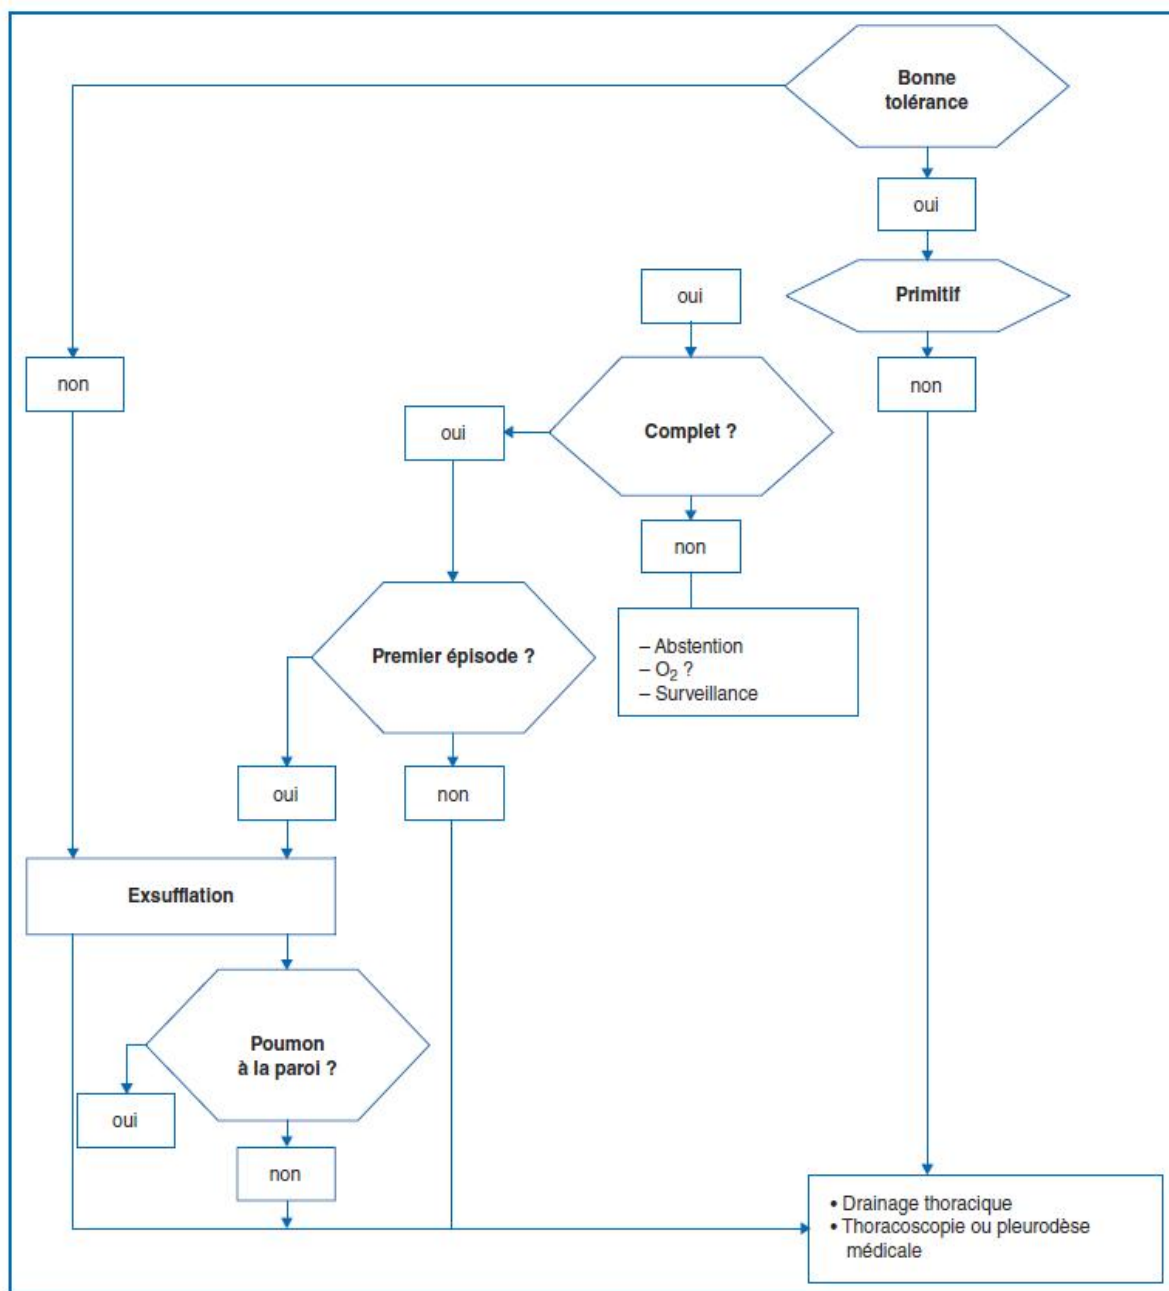 Bonne
tolérance
oui
Primitif
oui
non
non
Complet ?
oui
non
Premier épisode ?
– Abstention
– O₂ ?
– Surveillance
oui
non
Exsufflation
Poumon
à la paroi ?
oui
non
• Drainage thoracique
• Thoracoscopie ou pleurodèse
médicale